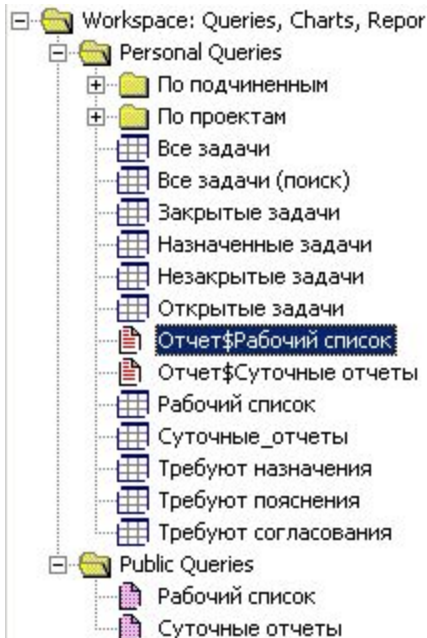 Workspace: Queries, Charts, Repor
Personal Queries
По подчиненным
По проектам
Все задачи
Все задачи (поиск)
Закрытые задачи
Назначенные задачи
Незакрытые задачи
Открытые задачи
Отчет$Рабочий список
Отчет$Суточные отчеты
Рабочий список
Суточные_отчеты
Требуют назначения
Требуют пояснения
Требуют согласования
Public Queries
Рабочий список
Суточные отчеты